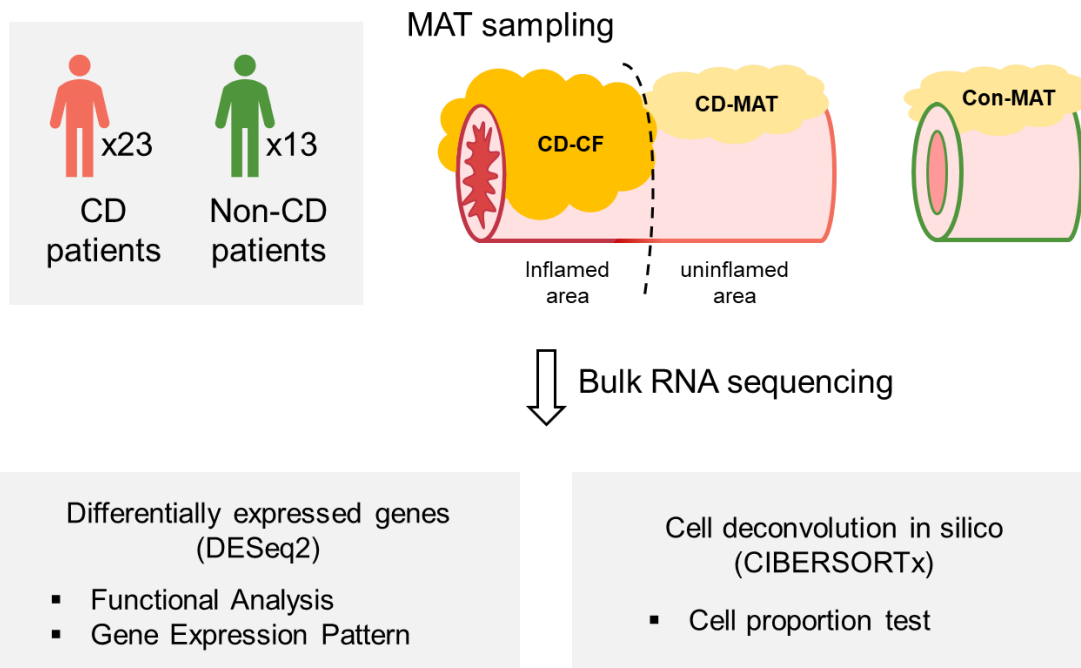 MAT sampling
x23
x13
CD
patients
Non-CD
patients
CD-CF
CD-MAT
Con-MAT
Inflamed
area
uninflamed
area
Bulk RNA sequencing
Differentially expressed genes
(DESeq2)
▪ Functional Analysis
▪ Gene Expression Pattern
Cell deconvolution in silico
(CIBERSORTx)
▪ Cell proportion test